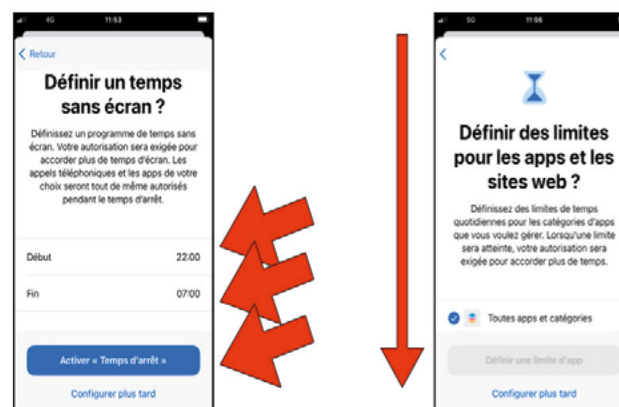 4G 11:53
Retour
Définir un temps
sans écran ?
Définissez un programme de temps sans
écran. Votre autorisation sera exigée pour
accorder plus de temps d'écran. Les
appels téléphoniques et les apps de votre
choix seront tout de même autorisés
pendant le temps d'arrêt.
Début 22:00
Fin 07:00
Activer « Temps d'arrêt »
Configurer plus tard
5G 11:56
Définir des limites
pour les apps et les
sites web ?
Définissez des limites de temps
quotidiennes pour les catégories d'apps
que vous voulez gérer. Lorsqu'une limite
sera atteinte, votre autorisation sera
exigée pour accorder plus de temps.
Toutes apps et catégories
Définir une limite d'app
Configurer plus tard